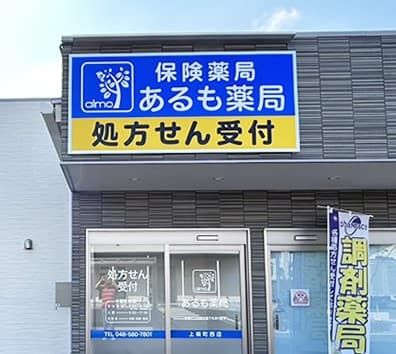 保険薬局
almo
あるも薬局
処方せん受付
処方せん
受付
あるも薬局
TEL 048-580-7801
上柴町西店
調剤薬局